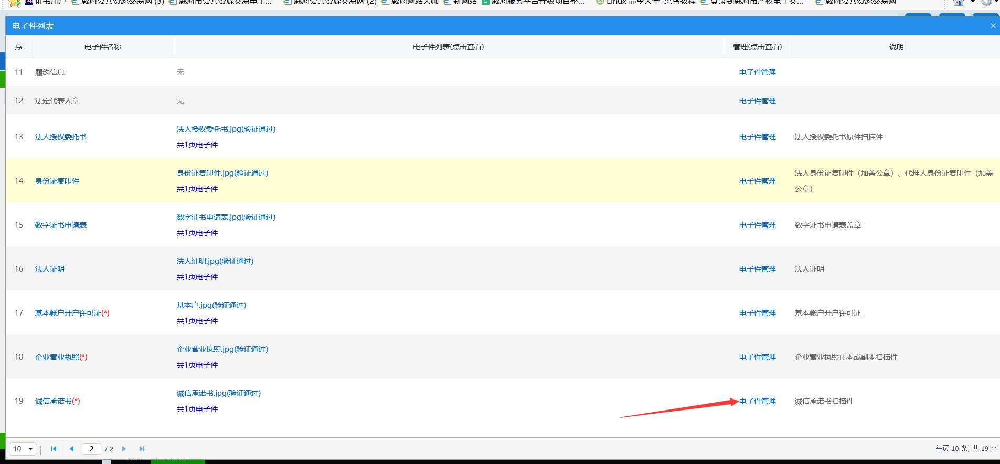 证书用户 威海公共资源交易网 (3) 威海市公共资源交易电子... 威海公共资源交易网 (2) 威海网站大师 新网站 威海服务平台升级项目整... Linux 命令大全 菜鸟教程 登录到威海市产权电子交... 威海公共资源交易网
电子件列表
序 电子件名称 电子件列表(点击查看) 管理(点击查看) 说明
11 履约信息 无 电子件管理
12 法定代表人章 无 电子件管理
法人授权委托书.jpg(验证通过)
13 法人授权委托书 电子件管理 法人授权委托书原件扫描件
共1页电子件
身份证复印件.jpg(验证通过) 法人身份证复印件（加盖公章）、代理人身份证复印件（加盖
14 身份证复印件 电子件管理
共1页电子件 公章）
数字证书申请表.jpg(验证通过)
15 数字证书申请表 电子件管理 数字证书申请表盖章
共1页电子件
法人证明.jpg(验证通过)
16 法人证明 电子件管理 法人证明
共1页电子件
基本户.jpg(验证通过)
17 基本帐户开户许可证(*) 电子件管理 基本帐户开户许可证
共1页电子件
企业营业执照.jpg(验证通过)
18 企业营业执照(*) 电子件管理 企业营业执照正本或副本扫描件
共1页电子件
诚信承诺书.jpg(验证通过)
19 诚信承诺书(*) 电子件管理 诚信承诺书扫描件
共1页电子件
10 2 / 2 每页 10 条, 共 19 条